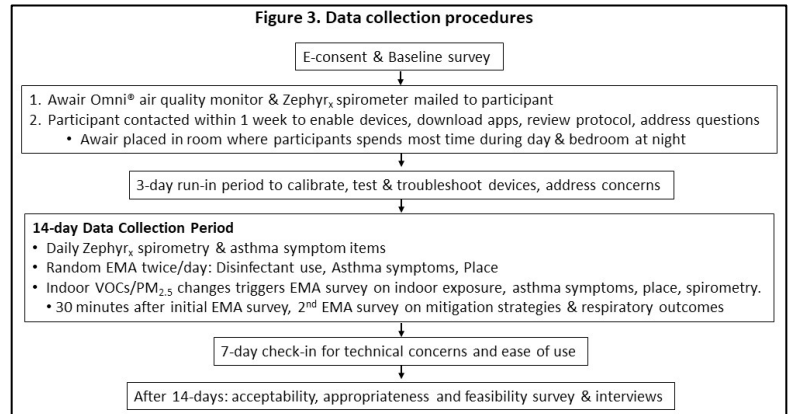 Figure 3. Data collection procedures
E-consent & Baseline survey
1. Awair Omni® air quality monitor & Zephyrx spirometer mailed to participant
2. Participant contacted within 1 week to enable devices, download apps, review protocol, address questions
• Awair placed in room where participants spends most time during day & bedroom at night
3-day run-in period to calibrate, test & troubleshoot devices, address concerns
14-day Data Collection Period
• Daily Zephyrx spirometry & asthma symptom items
• Random EMA twice/day: Disinfectant use, Asthma symptoms, Place
• Indoor VOCs/PM2.5 changes triggers EMA survey on indoor exposure, asthma symptoms, place, spirometry.
• 30 minutes after initial EMA survey, 2nd EMA survey on mitigation strategies & respiratory outcomes
7-day check-in for technical concerns and ease of use
After 14-days: acceptability, appropriateness and feasibility survey & interviews